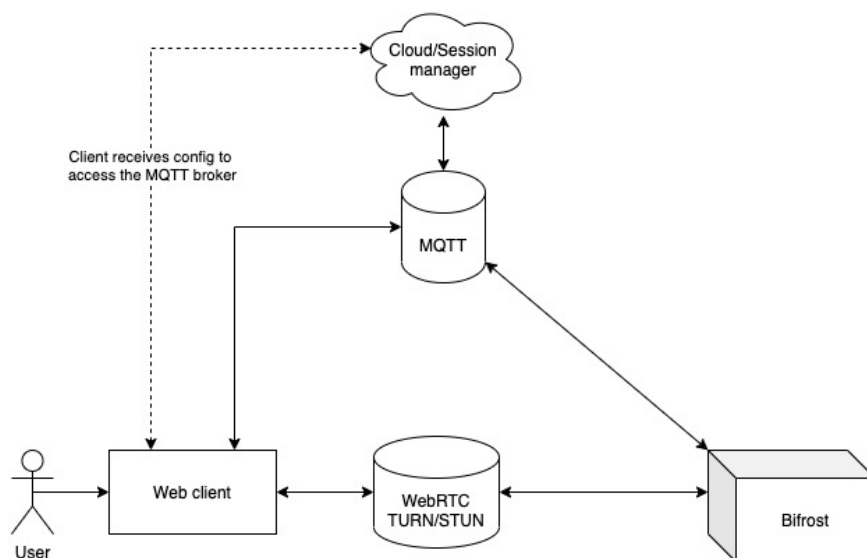 Cloud/Session
manager
Client receives config to
access the MQTT broker
MQTT
Web client
WebRTC
TURN/STUN
Bifrost
User